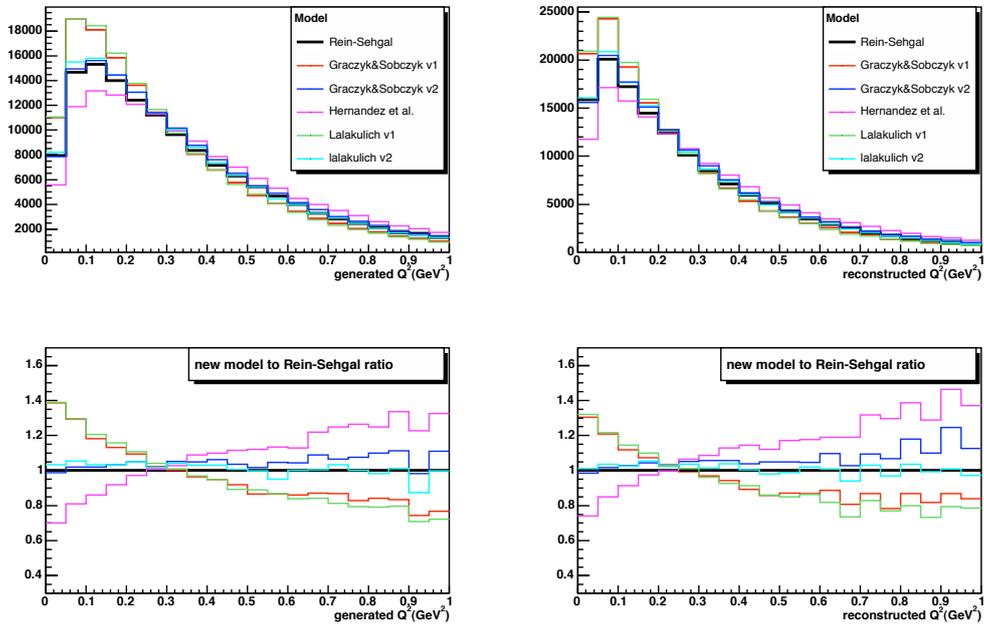 18000
16000
14000
12000
10000
8000
6000
4000
2000
Model
Rein-Sehgal
Graczyk&Sobczyk v1
Graczyk&Sobczyk v2
Hernandez et al.
Lalakulich v1
lalakulich v2
0 0.1 0.2 0.3 0.4 0.5 0.6 0.7 0.8 0.9 1
generated Q²(GeV²)
25000
20000
15000
10000
5000
0
Model
Rein-Sehgal
Graczyk&Sobczyk v1
Graczyk&Sobczyk v2
Hernandez et al.
Lalakulich v1
lalakulich v2
0 0.1 0.2 0.3 0.4 0.5 0.6 0.7 0.8 0.9 1
reconstructed Q²(GeV²)
new model to Rein-Sehgal ratio
1.6
1.4
1.2
1
0.8
0.6
0.4
0 0.1 0.2 0.3 0.4 0.5 0.6 0.7 0.8 0.9 1
generated Q²(GeV²)
new model to Rein-Sehgal ratio
1.6
1.4
1.2
1
0.8
0.6
0.4
0 0.1 0.2 0.3 0.4 0.5 0.6 0.7 0.8 0.9 1
reconstructed Q²(GeV²)